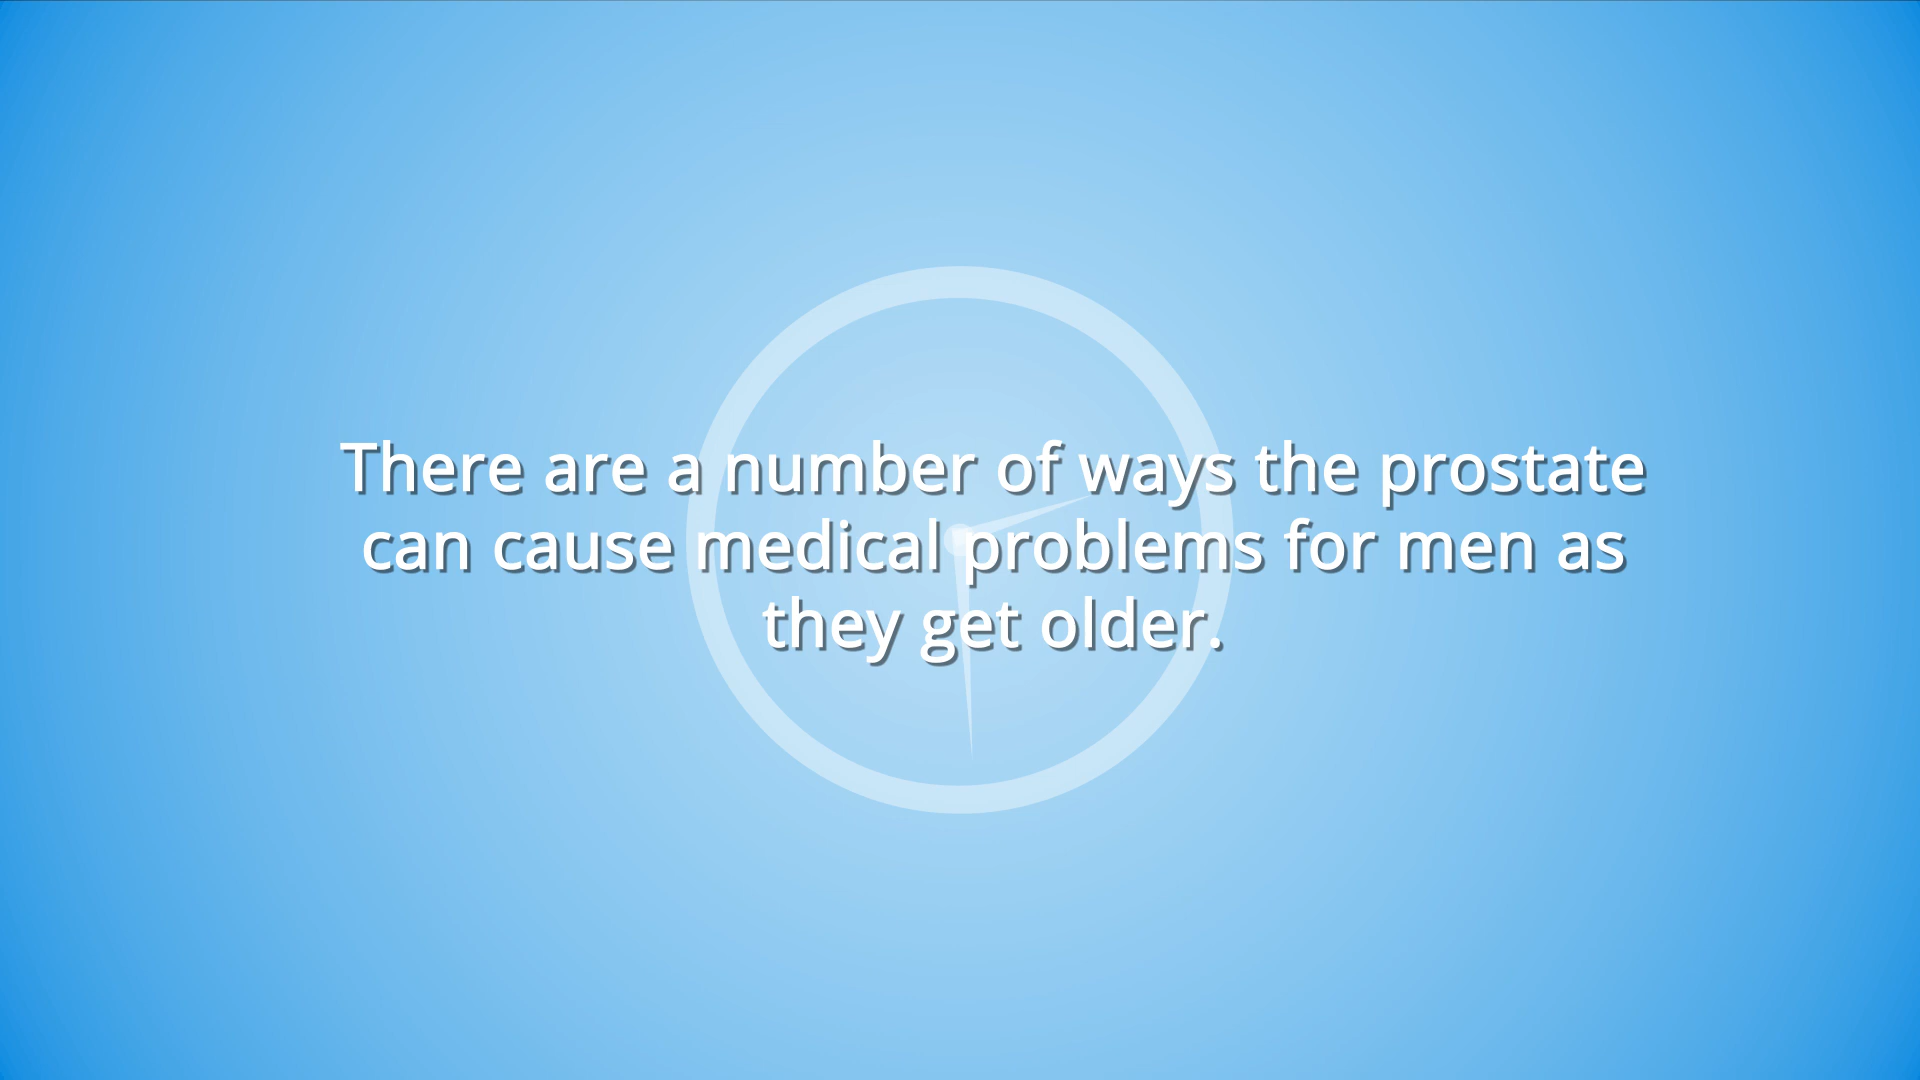 There are a number of ways the prostate
can cause medical problems for men as
they get older.